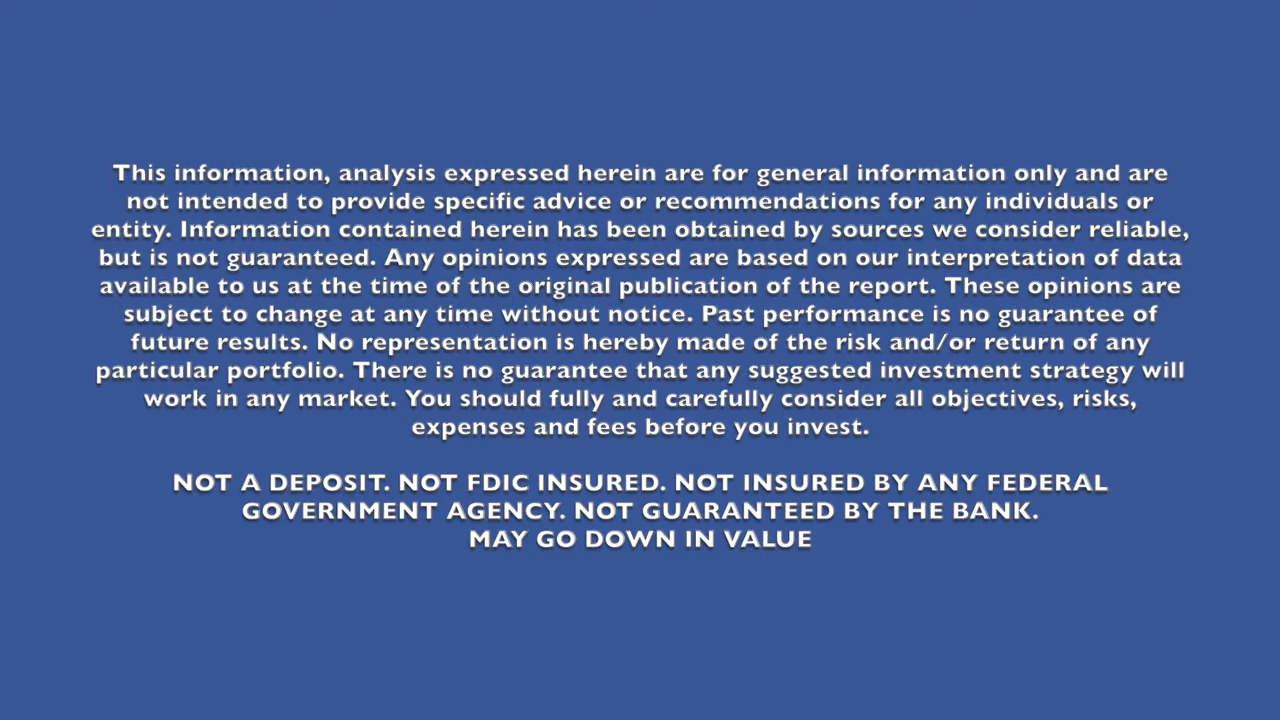 This information, analysis expressed herein are for general information only and are
not intended to provide specific advice or recommendations for any individuals or
entity. Information contained herein has been obtained by sources we consider reliable,
but is not guaranteed. Any opinions expressed are based on our interpretation of data
available to us at the time of the original publication of the report. These opinions are
subject to change at any time without notice. Past performance is no guarantee of
future results. No representation is hereby made of the risk and/or return of any
particular portfolio. There is no guarantee that any suggested investment strategy will
work in any market. You should fully and carefully consider all objectives, risks,
expenses and fees before you invest.
NOT A DEPOSIT. NOT FDIC INSURED. NOT INSURED BY ANY FEDERAL
GOVERNMENT AGENCY. NOT GUARANTEED BY THE BANK.
MAY GO DOWN IN VALUE